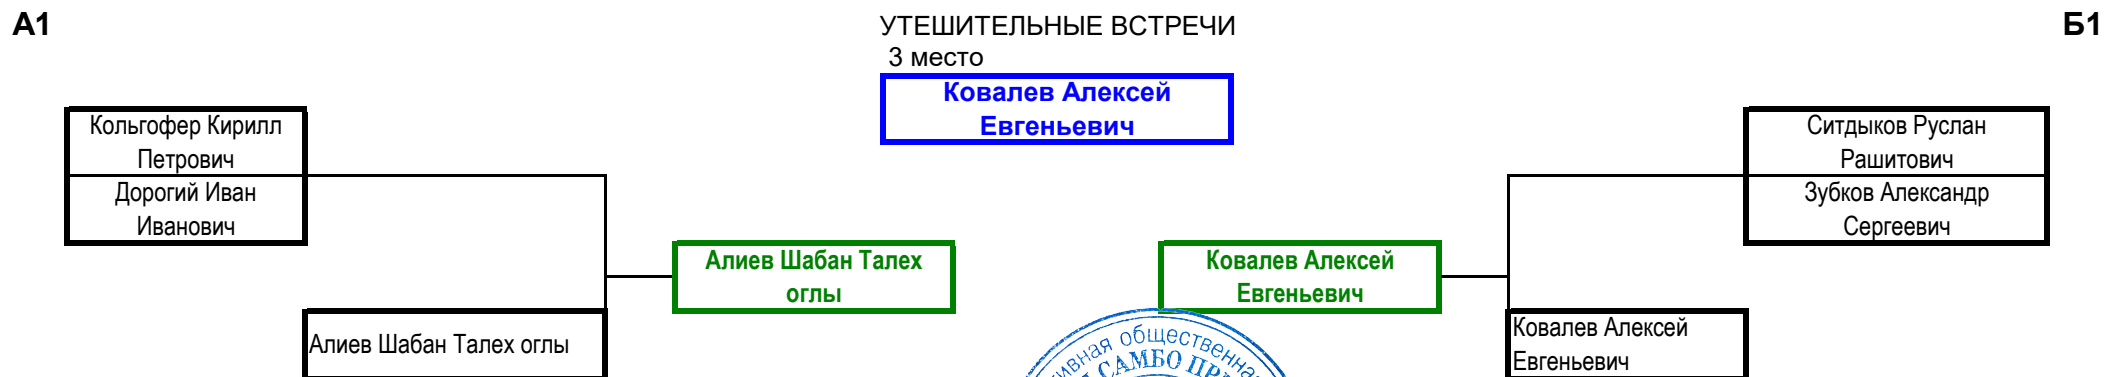 А1
УТЕШИТЕЛЬНЫЕ ВСТРЕЧИ
Б1
3 место
Ковалев Алексей
Евгеньевич
Кольгофер Кирилл
Петрович
Дорогий Иван
Иванович
Ситдыков Руслан
Рашитович
Зубков Александр
Сергеевич
Алиев Шабан Талех
оглы
Ковалев Алексей
Евгеньевич
Алиев Шабан Талех оглы
Ковалев Алексей
Евгеньевич
общественная
САМБО